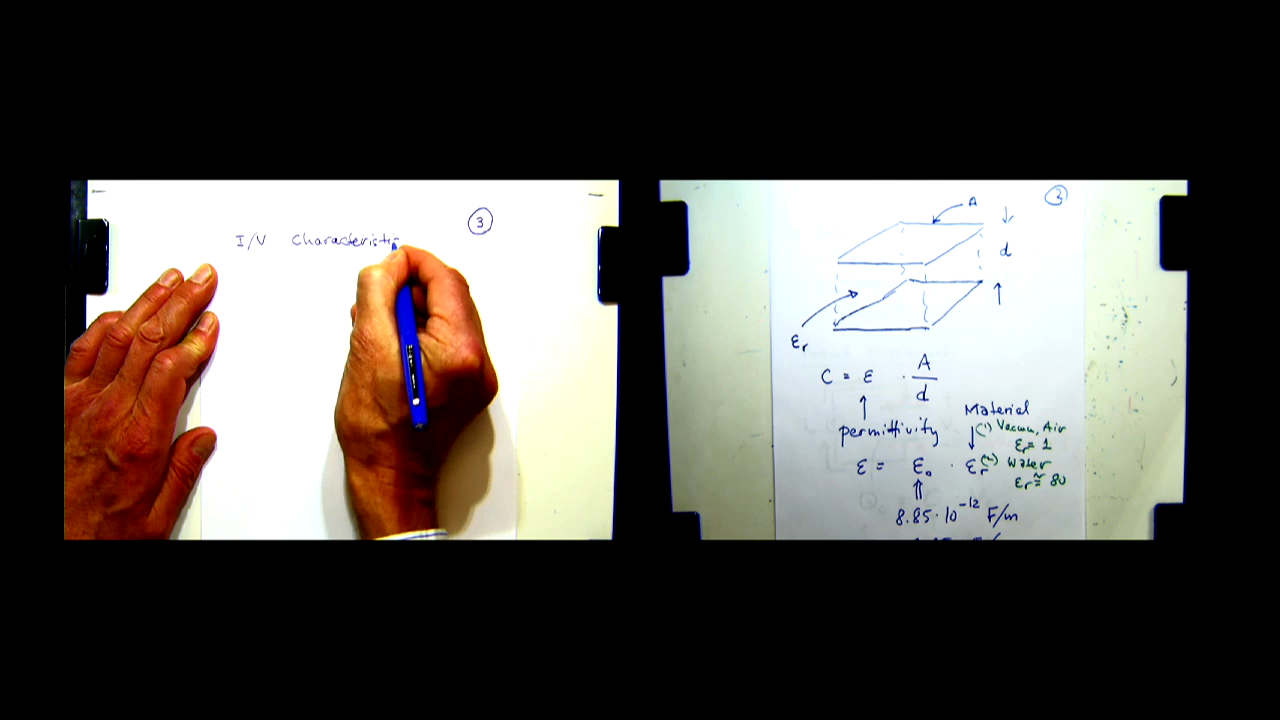 3
I/V Characteristi
2
A
d
εr
C = ε · A/d
permittivity
Material
(1) Vacuum, Air
εr = 1
ε = ε₀ · εr
(2) Water
εr ≅ 80
8.85·10⁻¹² F/m